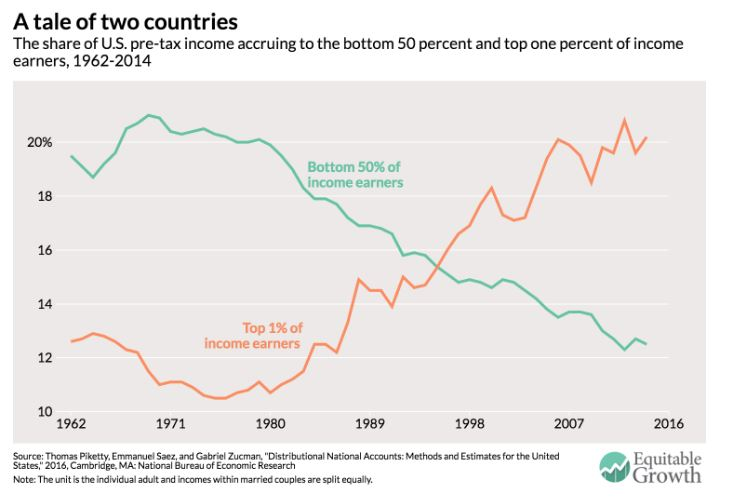 A tale of two countries
The share of U.S. pre-tax income accruing to the bottom 50 percent and top one percent of income
earners, 1962-2014
20%
18
16
14
12
10
Bottom 50% of
income earners
Top 1% of
income earners
1962 1971 1980 1989 1998 2007 2016
Source: Thomas Piketty, Emmanuel Saez, and Gabriel Zucman, "Distributional National Accounts: Methods and Estimates for the United
States," 2016, Cambridge, MA: National Bureau of Economic Research
Note: The unit is the individual adult and incomes within married couples are split equally.
Equitable
Growth